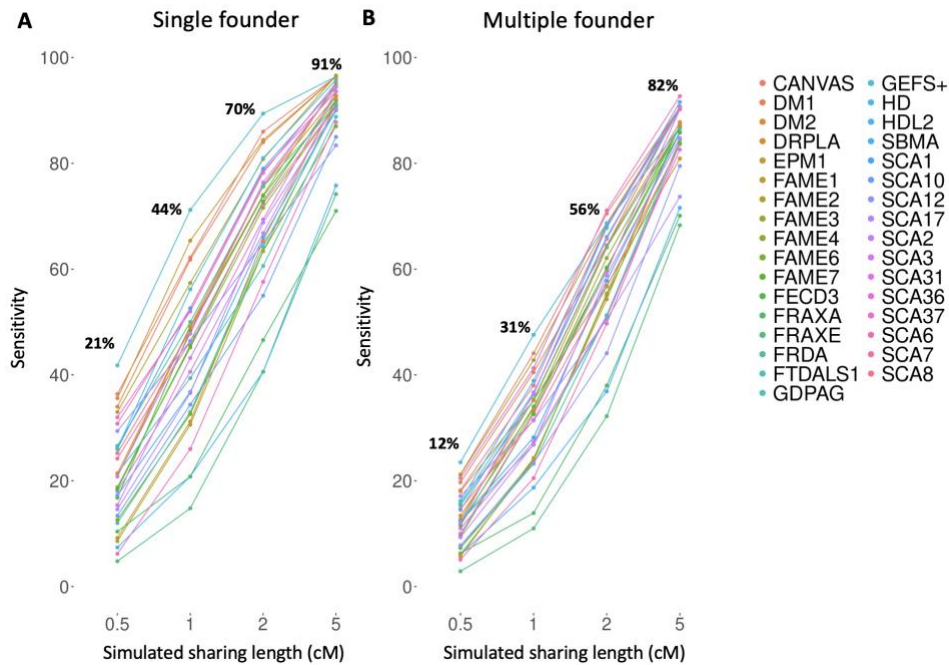 A
Single founder
B
Multiple founder
Sensitivity
100
80
60
40
20
0
21%
44%
70%
91%
0.5
1
2
5
Simulated sharing length (cM)
Sensitivity
100
80
60
40
20
0
12%
31%
56%
82%
0.5
1
2
5
Simulated sharing length (cM)
CANVAS
DM1
DM2
DRPLA
EPM1
FAME1
FAME2
FAME3
FAME4
FAME6
FAME7
FECD3
FRAXA
FRAXE
FRDA
FTDALS1
GDPAG
GEFS+
HD
HDL2
SBMA
SCA1
SCA10
SCA12
SCA17
SCA2
SCA3
SCA31
SCA36
SCA37
SCA6
SCA7
SCA8